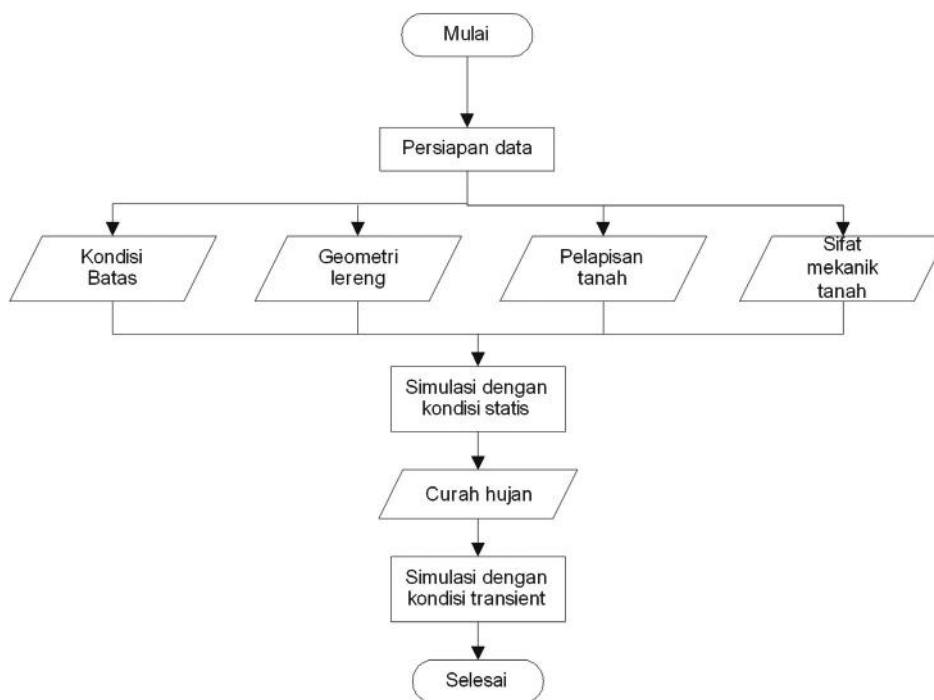 Mulai
Persiapan data
Kondisi
Batas
Geometri
lereng
Pelapisan
tanah
Sifat
mekanik
tanah
Simulasi dengan
kondisi statis
Curah hujan
Simulasi dengan
kondisi transient
Selesai